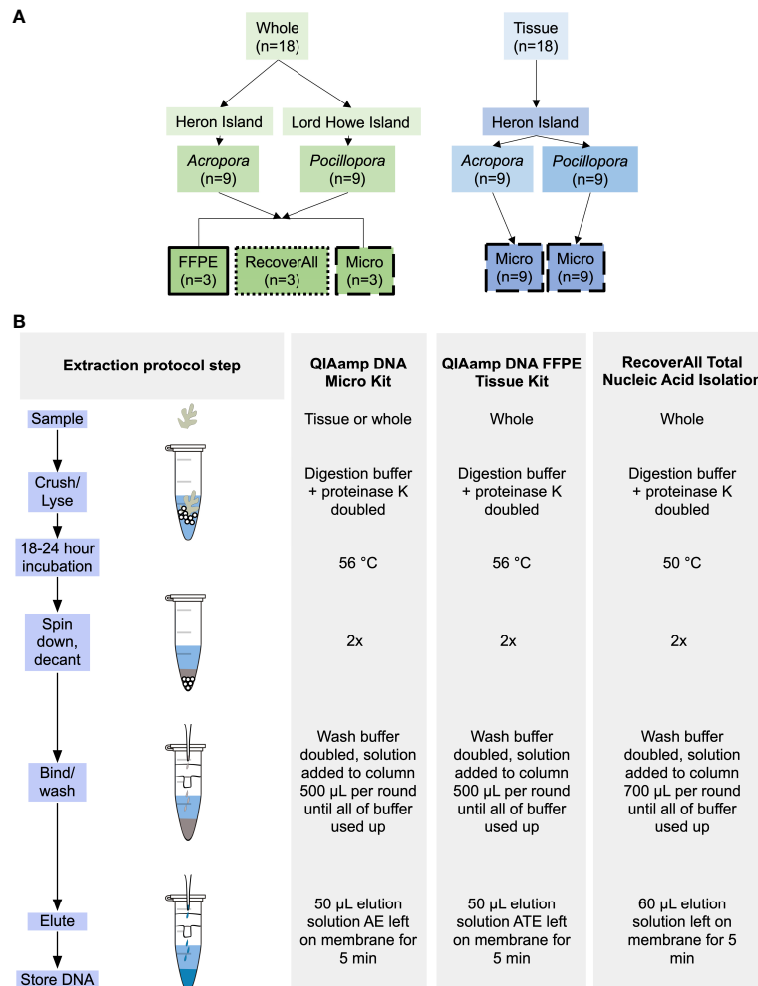 A
Whole
(n=18)
Tissue
(n=18)
Heron Island
Lord Howe Island
Heron Island
Acropora
(n=9)
Pocillopora
(n=9)
Acropora
(n=9)
Pocillopora
(n=9)
FFPE
(n=3)
RecoverAll
(n=3)
Micro
(n=3)
Micro
(n=9)
Micro
(n=9)
B
Extraction protocol step
QIAamp DNA
Micro Kit
QIAamp DNA FFPE
Tissue Kit
RecoverAll Total
Nucleic Acid Isolation
Sample
Tissue or whole
Whole
Whole
Crush/
Lyse
Digestion buffer
+ proteinase K
doubled
Digestion buffer
+ proteinase K
doubled
Digestion buffer
+ proteinase K
doubled
18-24 hour
incubation
56 °C
56 °C
50 °C
Spin
down,
decant
2x
2x
2x
Bind/
wash
Wash buffer
doubled, solution
added to column
500 µL per round
until all of buffer
used up
Wash buffer
doubled, solution
added to column
500 µL per round
until all of buffer
used up
Wash buffer
doubled, solution
added to column
700 µL per round
until all of buffer
used up
Elute
50 µL elution
solution AE left
on membrane for
5 min
50 µL elution
solution ATE left
on membrane for
5 min
60 µL elution
solution left on
membrane for 5
min
Store DNA